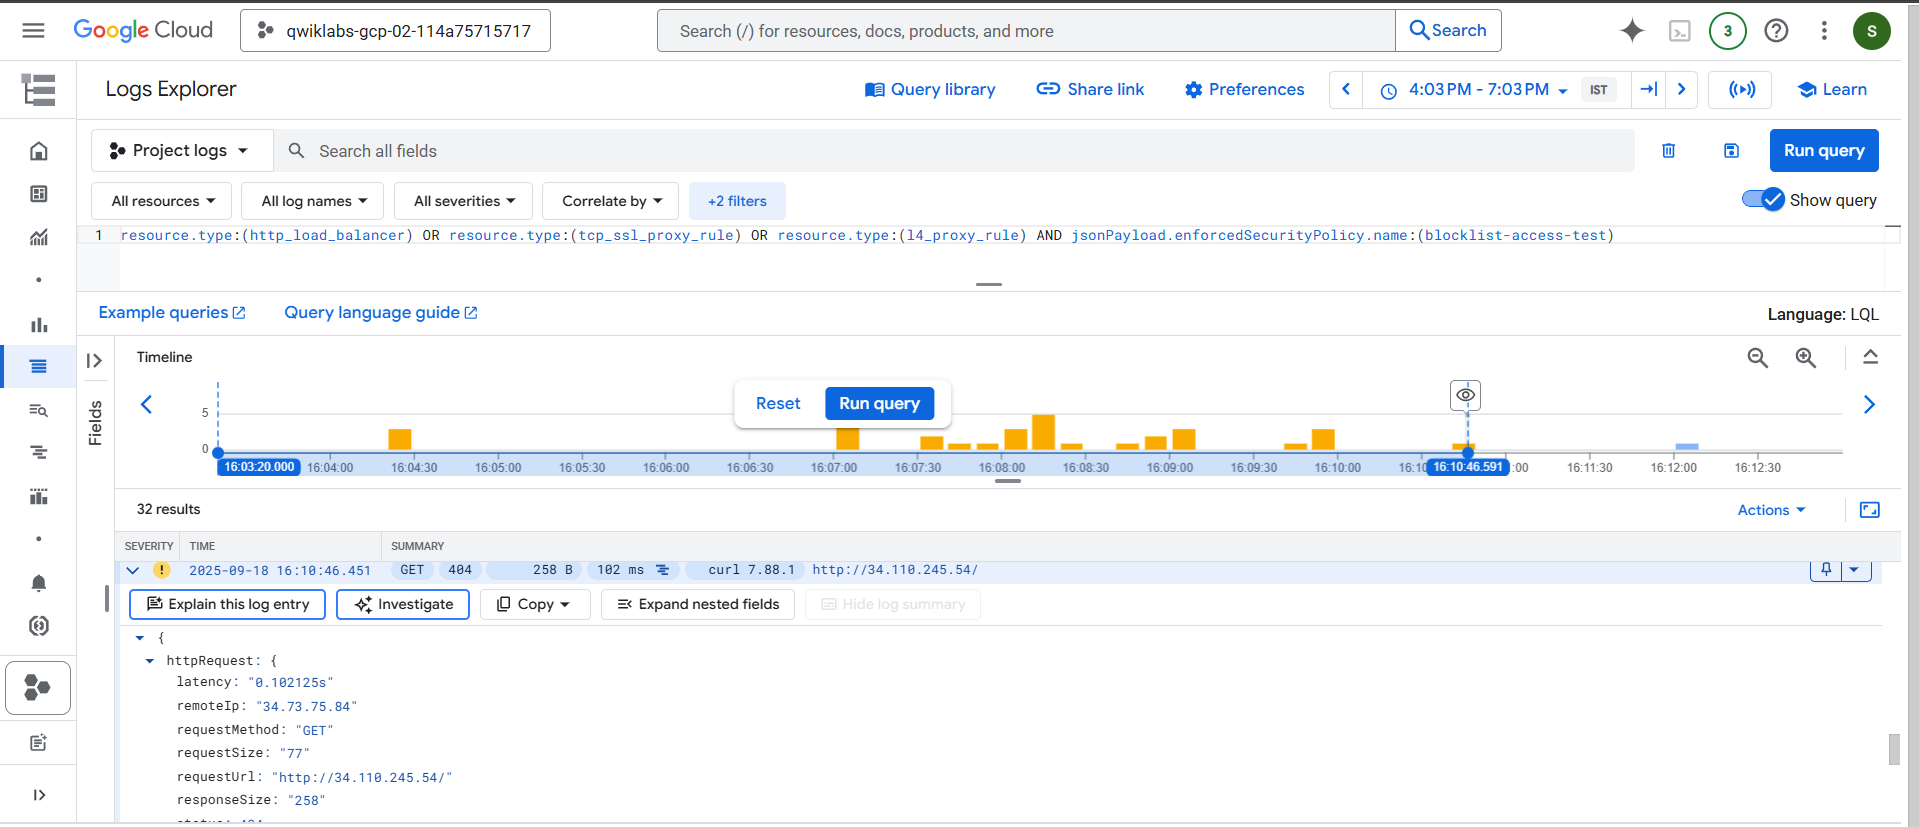 Google Cloud
qwiklabs-gcp-02-114a75715717
Search (/) for resources, docs, products, and more
Search
3
S
Logs Explorer
Query library
Share link
Preferences
4:03 PM - 7:03 PM
IST
Learn
Project logs
Search all fields
Run query
All resources
All log names
All severities
Correlate by
+2 filters
Show query
1 resource.type:(http_load_balancer) OR resource.type:(tcp_ssl_proxy_rule) OR resource.type:(l4_proxy_rule) AND jsonPayload.enforcedSecurityPolicy.name:(blocklist-access-test)
Example queries
Query language guide
Language: LQL
Fields
Timeline
Reset
Run query
5
0
16:03:20.000 16:04:00 16:04:30 16:05:00 16:05:30 16:06:00 16:06:30 16:07:00 16:07:30 16:08:00 16:08:30 16:09:00 16:09:30 16:10:00 16:10 16:10:46.591 :00 16:11:30 16:12:00 16:12:30
32 results
Actions
SEVERITY TIME SUMMARY
! 2025-09-18 16:10:46.451 GET 404 258 B 102 ms curl 7.88.1 http://34.110.245.54/
Explain this log entry
Investigate
Copy
Expand nested fields
Hide log summary
{
httpRequest: {
latency: "0.102125s"
remoteIp: "34.73.75.84"
requestMethod: "GET"
requestSize: "77"
requestUrl: "http://34.110.245.54/"
responseSize: "258"